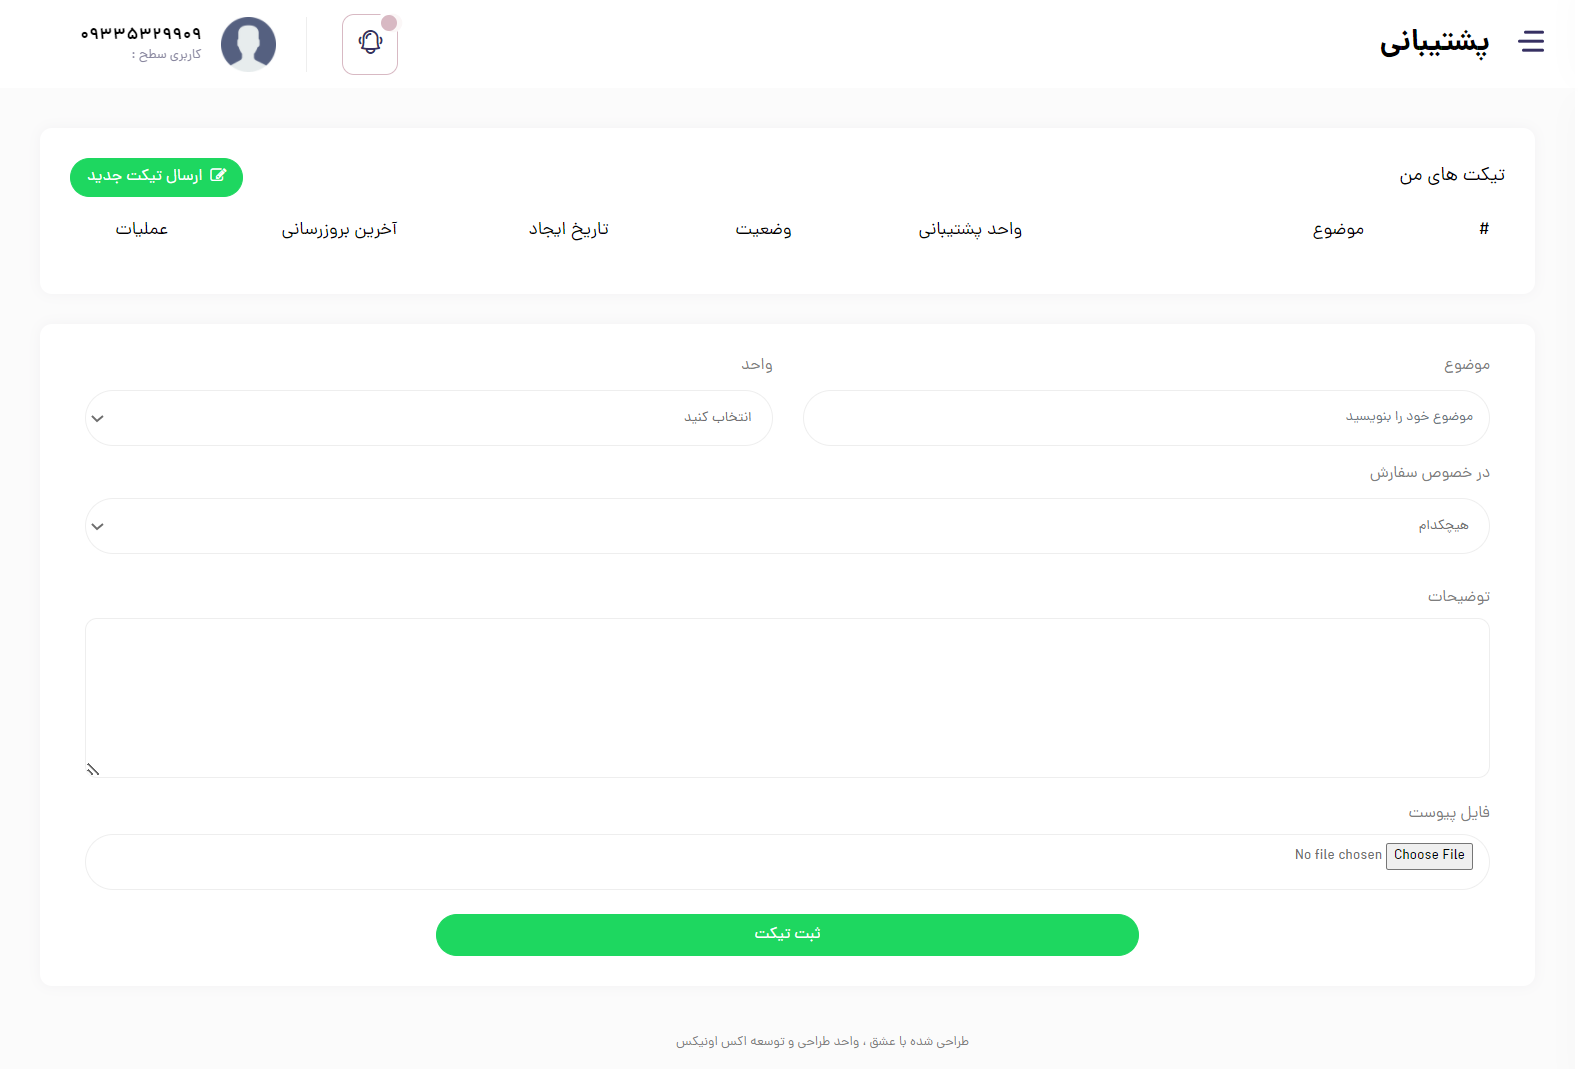 پشتیبانی
۰۹۳۳۵۳۲۹۹۰۹
کاربری سطح :
تیکت های من
ارسال تیکت جدید
# موضوع واحد پشتیبانی وضعیت تاریخ ایجاد آخرین بروزرسانی عملیات
موضوع
واحد
موضوع خود را بنویسید
انتخاب کنید
در خصوص سفارش
هیچکدام
توضیحات
فایل پیوست
Choose File No file chosen
ثبت تیکت
طراحی شده با عشق ، واحد طراحی و توسعه اکس اونیکس